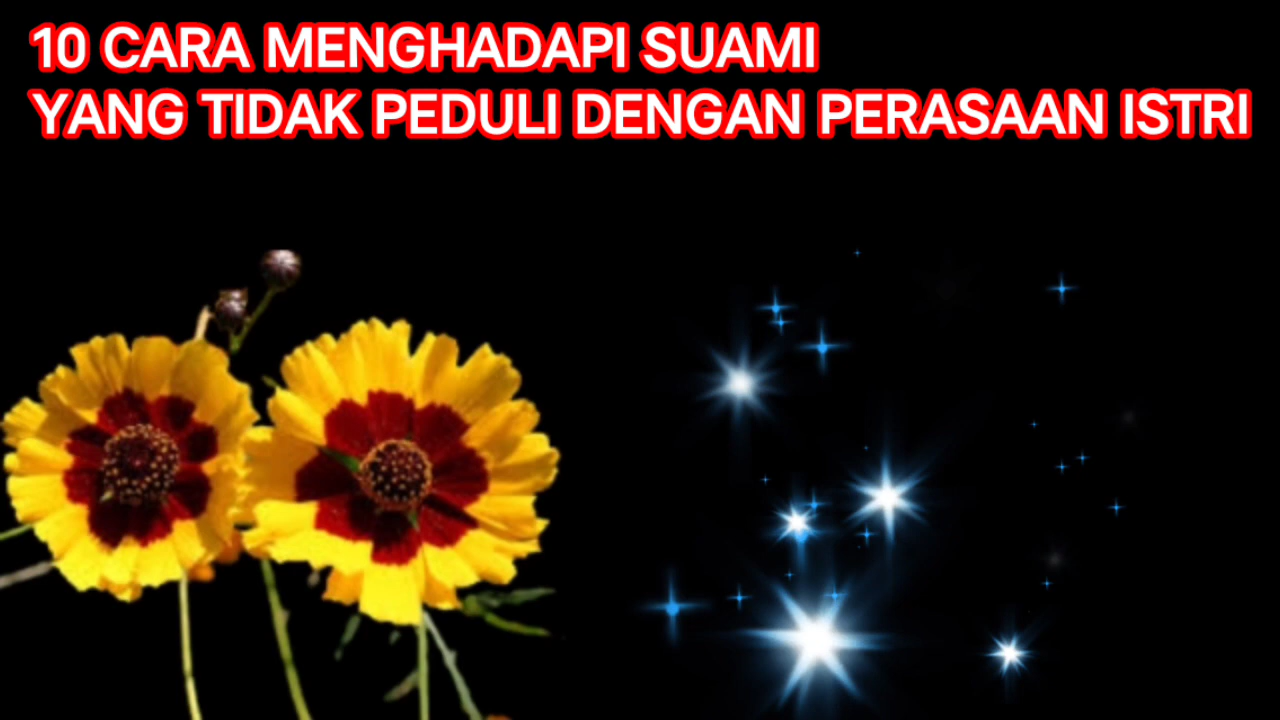 10 CARA MENGHADAPI SUAMI
YANG TIDAK PEDULI DENGAN PERASAAN ISTRI